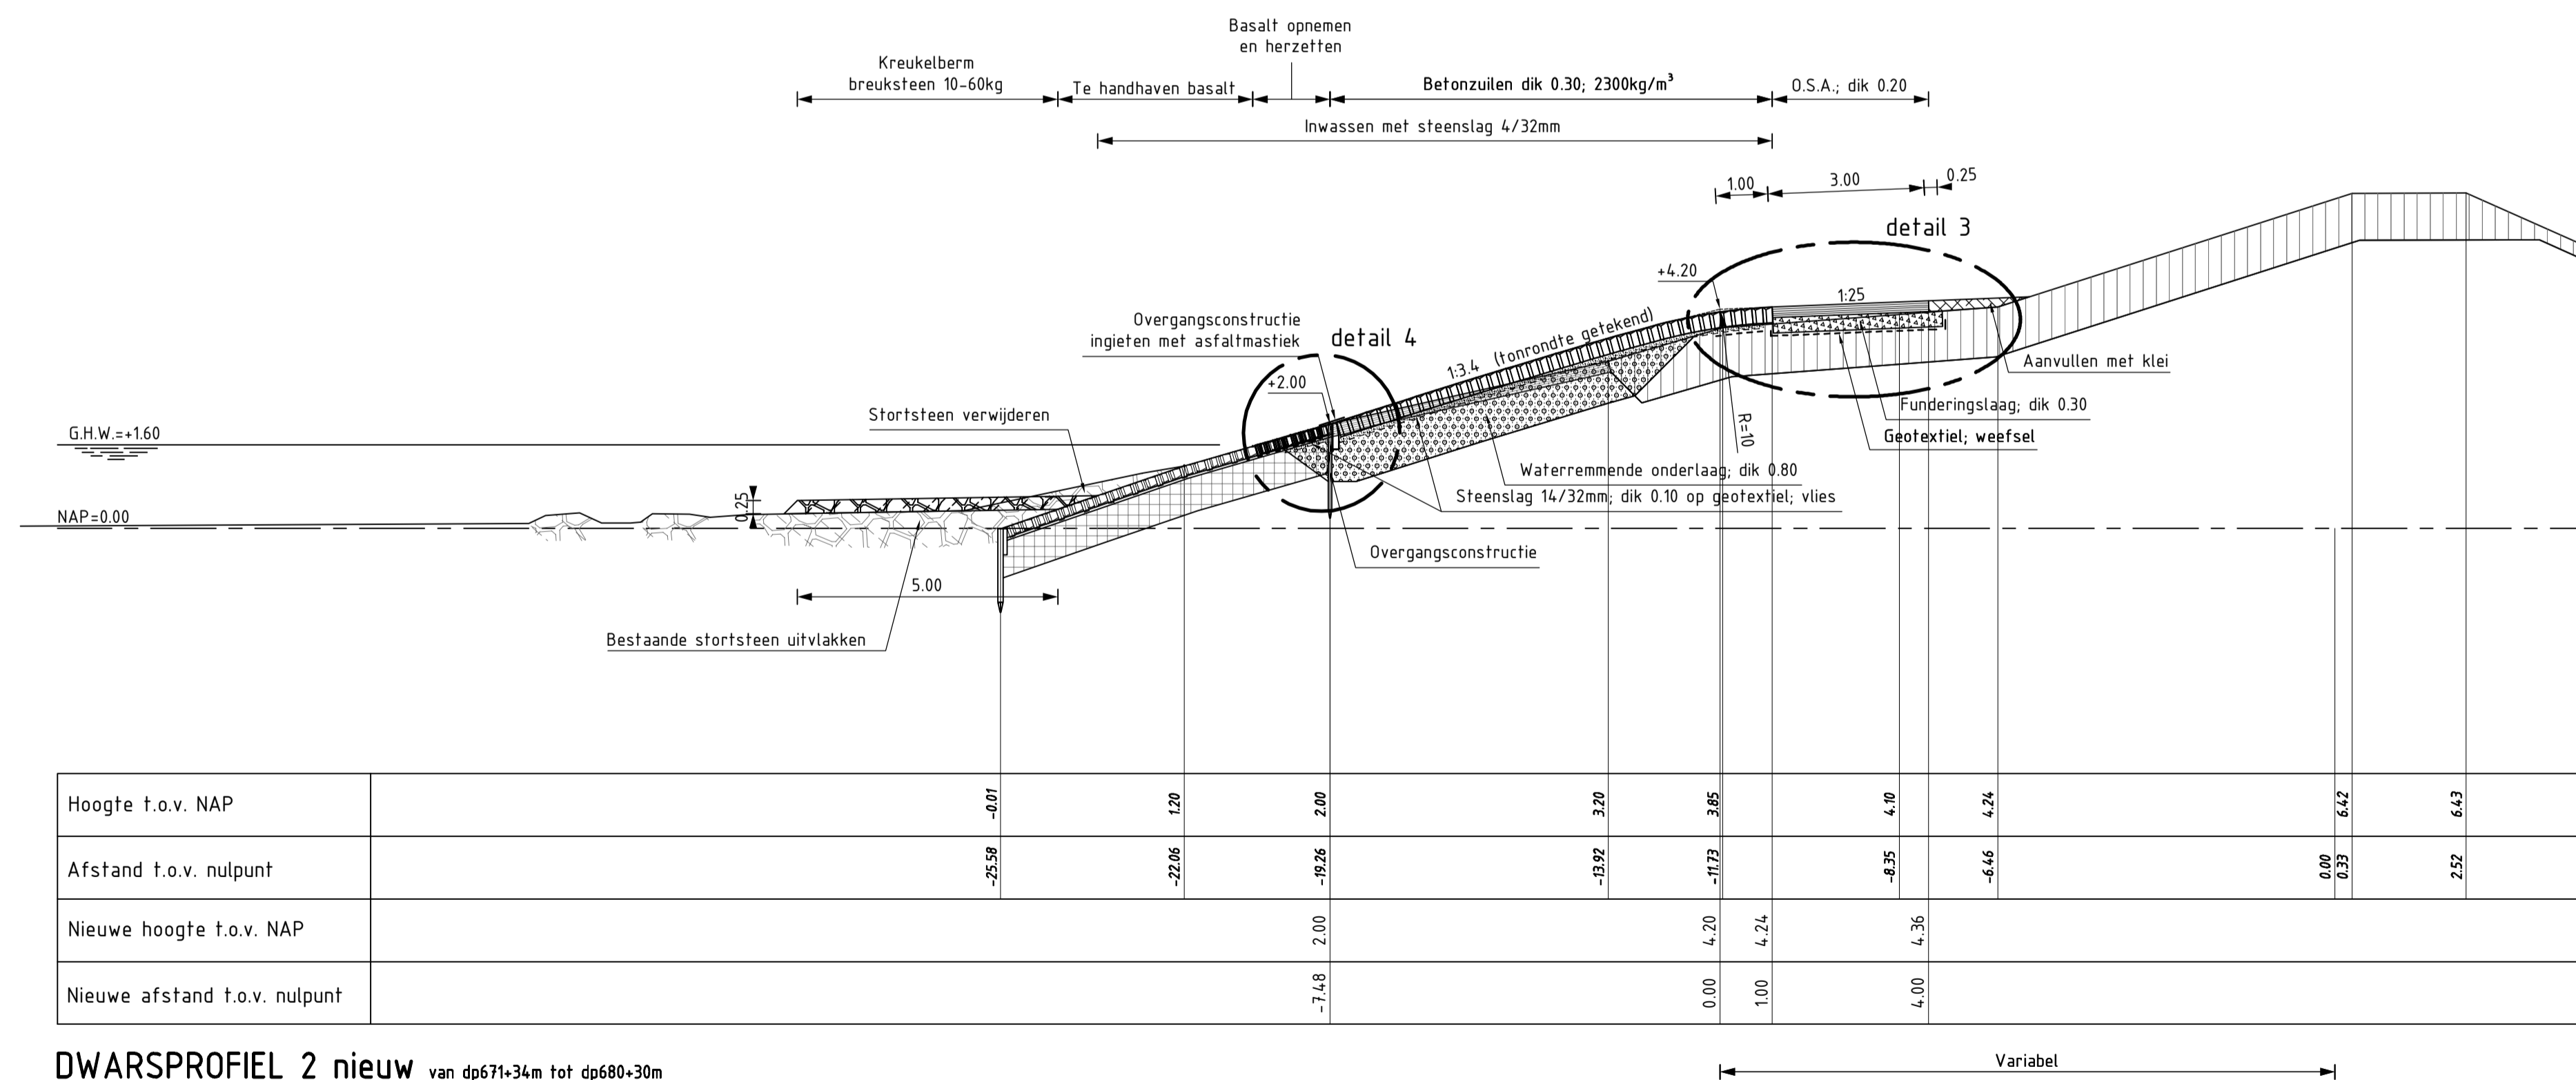 Basalt opnemen
en herzetten
Kreukelberm
breuksteen 10-60kg
Te handhaven basalt
Betonzuilen dik 0.30; 2300kg/m³
O.S.A.; dik 0.20
Inwassen met steenslag 4/32mm
1.00
3.00
0.25
detail 3
+4.20
1:25
Overgangsconstructie
ingieten met asfaltmastiek
detail 4
1:3.4 (tonrondte getekend)
+2.00
Aanvullen met klei
Stortsteen verwijderen
Funderingslaag; dik 0.30
R=10
G.H.W.=+1.60
Geotextiel; weefsel
Waterremmende onderlaag; dik 0.80
0.25
Steenslag 14/32mm; dik 0.10 op geotextiel; vlies
NAP=0.00
Overgangsconstructie
5.00
Bestaande stortsteen uitvlakken
Hoogte t.o.v. NAP -0.01 1.20 2.00 3.20 3.85 4.10 4.24 6.42 6.43
Afstand t.o.v. nulpunt -25.58 -22.06 -19.26 -13.92 -11.73 -8.35 -6.46 0.00 0.33 2.52
Nieuwe hoogte t.o.v. NAP 2.00 4.20 4.24 4.36
Nieuwe afstand t.o.v. nulpunt -7.48 0.00 1.00 4.00
DWARSPROFIEL 2 nieuw van dp671+34m tot dp680+30m
Variabel